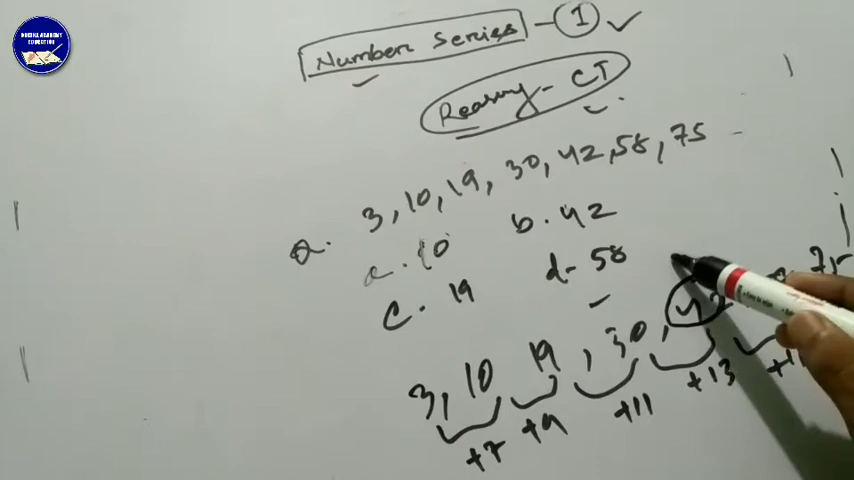 Number Series - 1
Reasoning - CT
Q. 3, 10, 19, 30, 42, 58, 75
a. 10 b. 42
c. 19 d- 58
3, 10 19, 30, 42
+7 +9 +11 +13